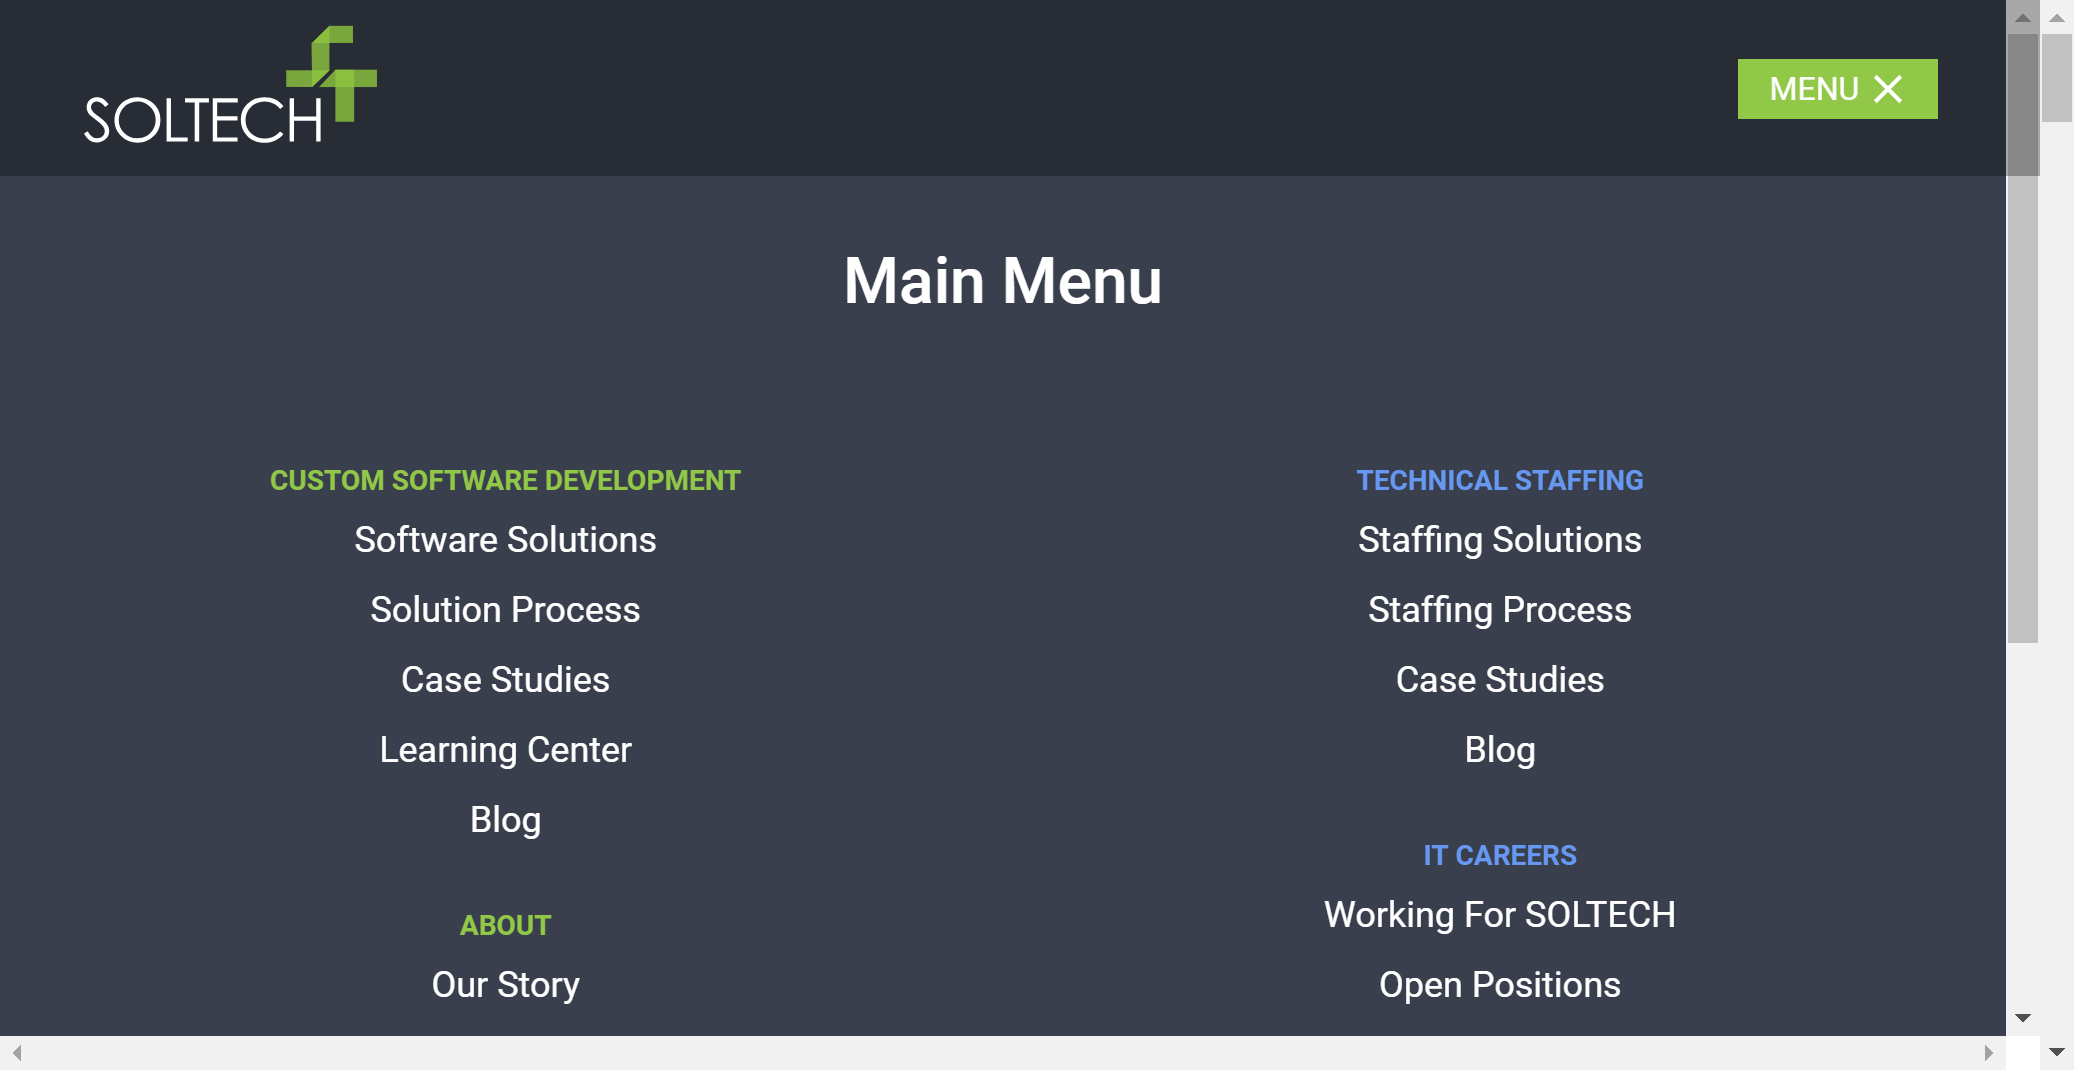 SOLTECH
MENU
Main Menu
CUSTOM SOFTWARE DEVELOPMENT
Software Solutions
Solution Process
Case Studies
Learning Center
Blog
ABOUT
Our Story
TECHNICAL STAFFING
Staffing Solutions
Staffing Process
Case Studies
Blog
IT CAREERS
Working For SOLTECH
Open Positions